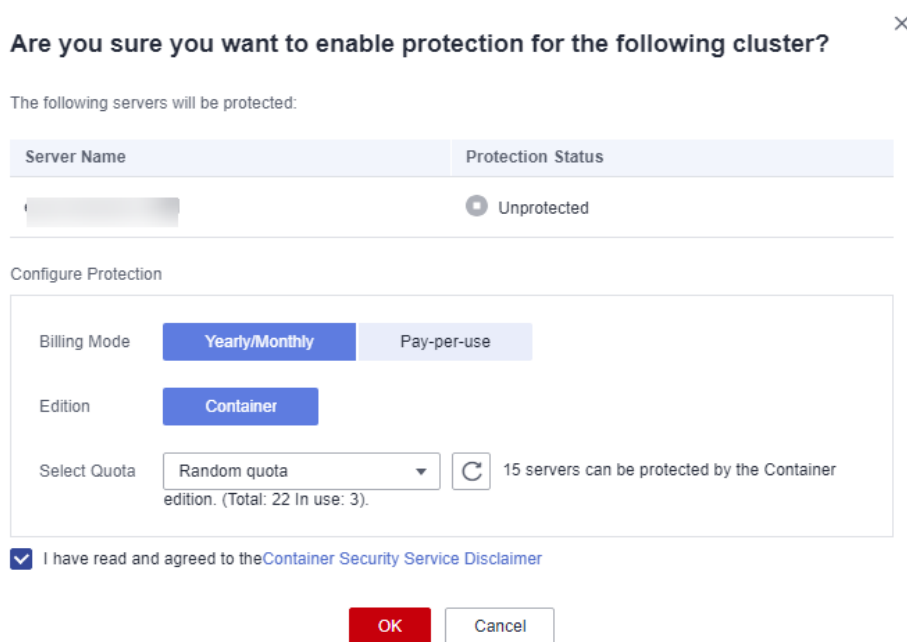 Are you sure you want to enable protection for the following cluster?
The following servers will be protected:
Server Name Protection Status
Unprotected
Configure Protection
Billing Mode Yearly/Monthly Pay-per-use
Edition Container
Select Quota Random quota 15 servers can be protected by the Container
edition. (Total: 22 In use: 3).
I have read and agreed to theContainer Security Service Disclaimer
OK Cancel